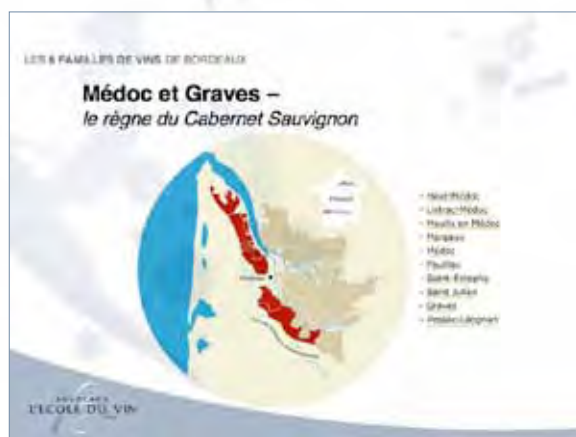 LES 6 FAMILLES DE VINS DE BORDEAUX
Médoc et Graves –
le règne du Cabernet Sauvignon
- Haut-Médoc
- Listrac-Médoc
- Moulis en Médoc
- Margaux
- Médoc
- Pauillac
- Saint-Estèphe
- Saint Julien
- Graves
- Pessac-Léognan
L'ECOLE DU VIN